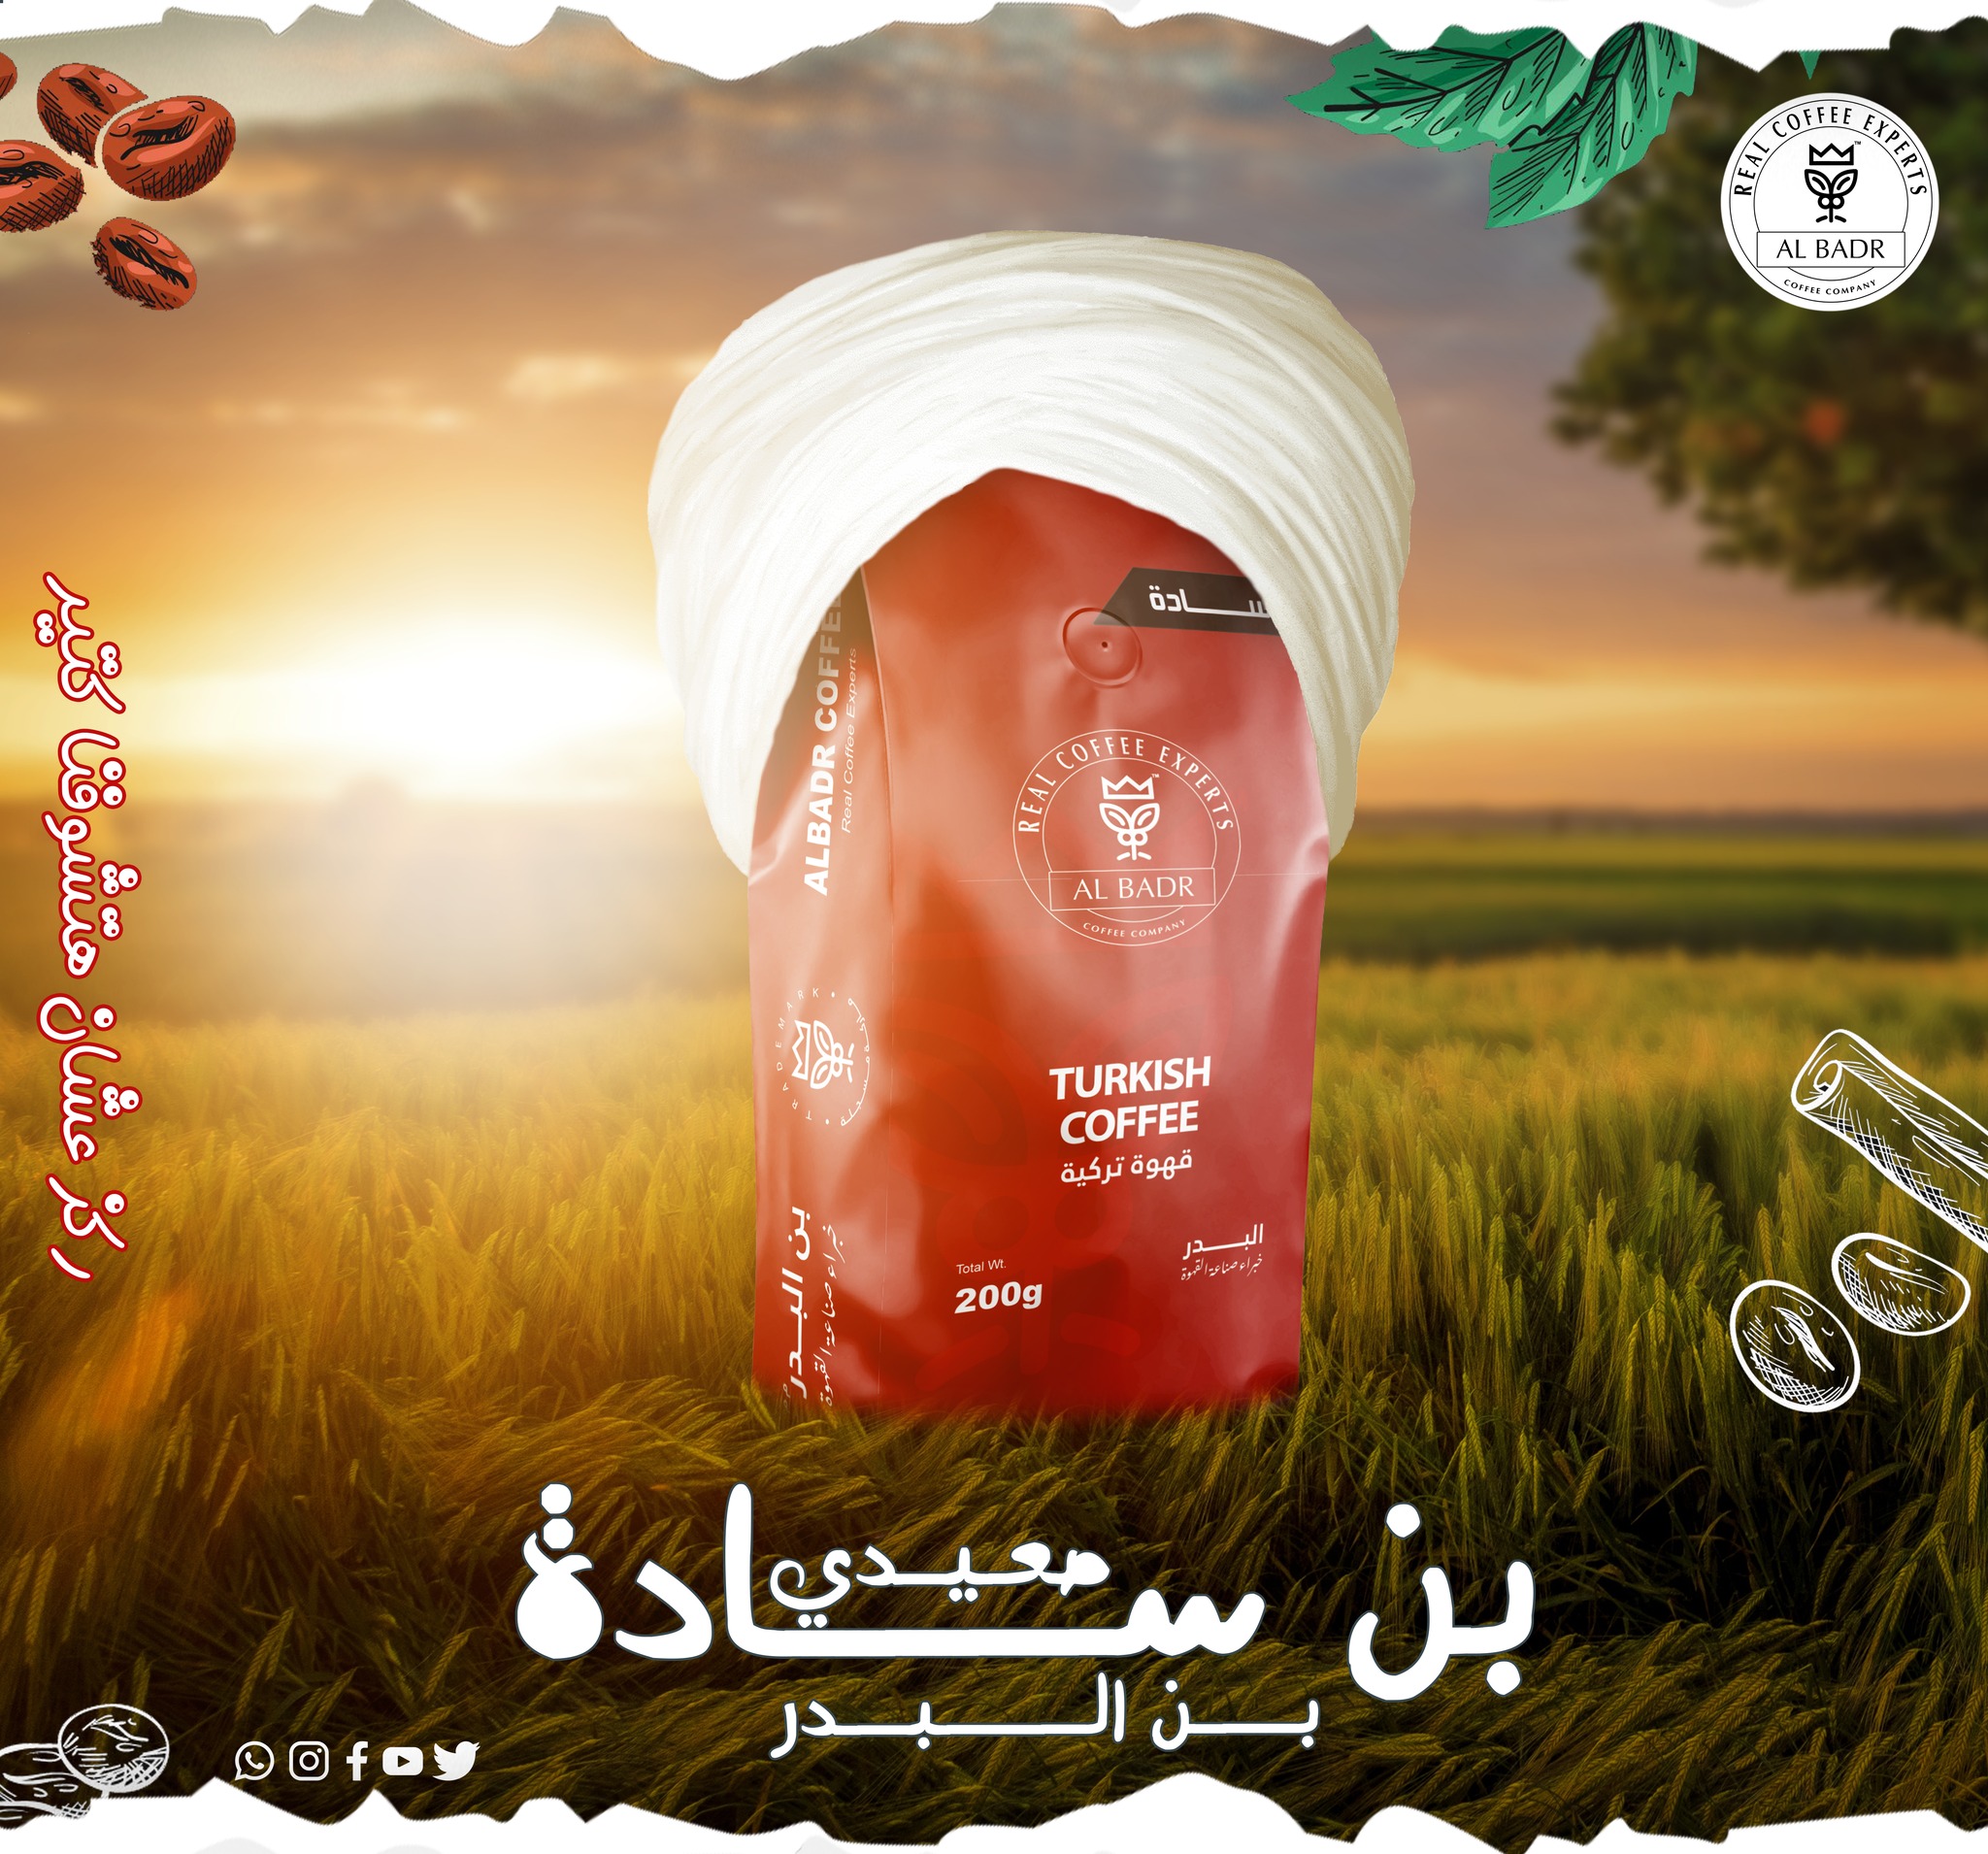 REAL COFFEE EXPERTS
AL BADR
COFFEE COMPANY
سادة
ALBADR COFFEE
Real Coffee Experts
REAL COFFEE EXPERTS
AL BADR
COFFEE COMPANY
TRADEMARK
TURKISH
COFFEE
قهوة تركية
البدر
خبراء صناعة القهوة
Total Wt.
200g
بن البدر
خبراء صناعة القهوة
ركز عشان هتشوفنا كتير
بن سادة
صعيدي
بن البدر